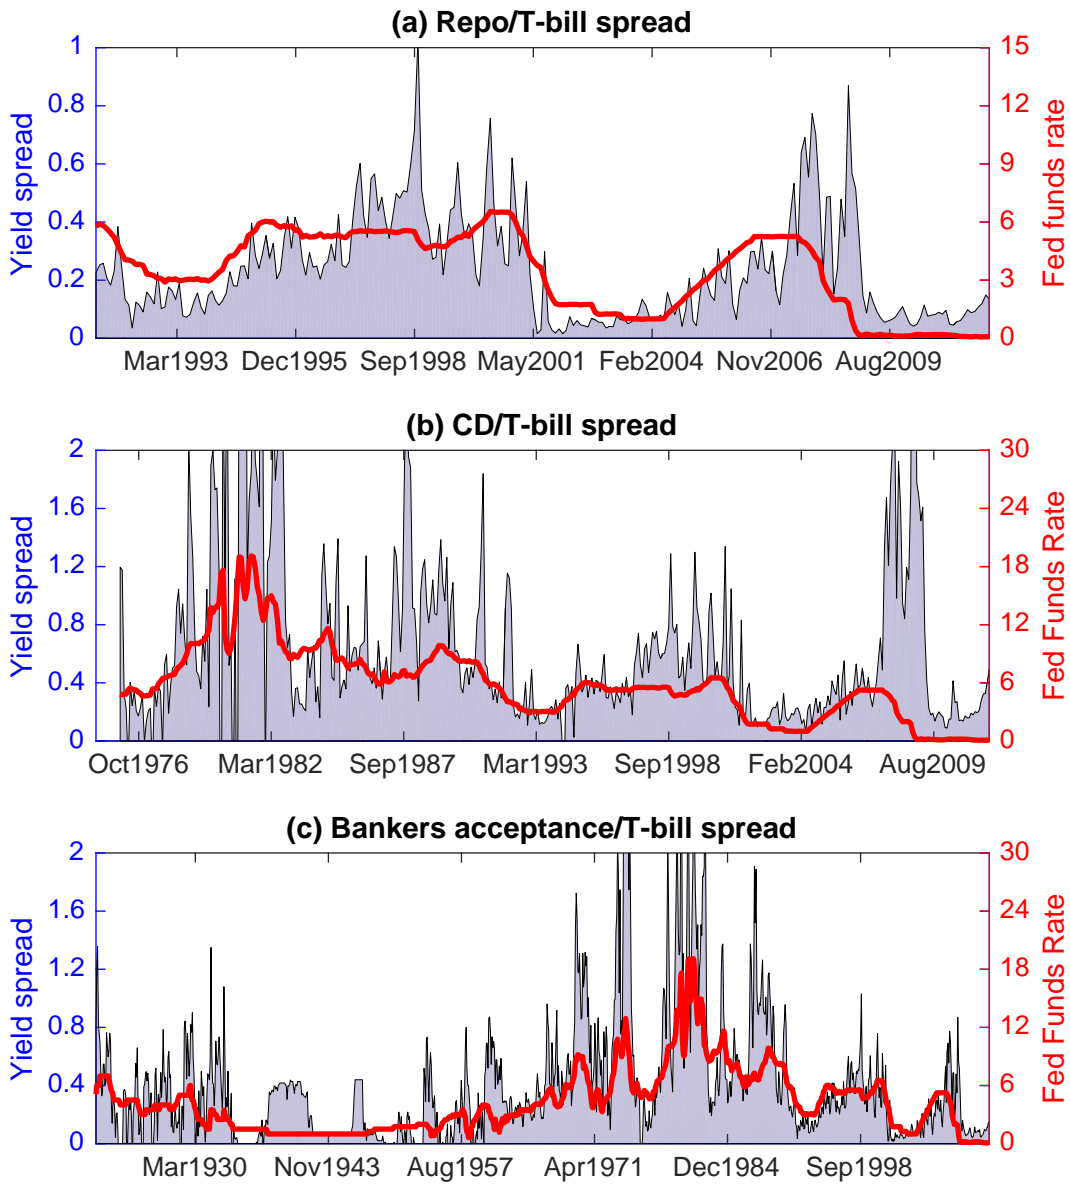 (a) Repo/T-bill spread
1 15
0.8 12
0.6 9
0.4 6
0.2 3
0 0
Yield spread
Fed funds rate
Mar1993 Dec1995 Sep1998 May2001 Feb2004 Nov2006 Aug2009
(b) CD/T-bill spread
2 30
1.6 24
1.2 18
0.8 12
0.4 6
0 0
Yield spread
Fed Funds Rate
Oct1976 Mar1982 Sep1987 Mar1993 Sep1998 Feb2004 Aug2009
(c) Bankers acceptance/T-bill spread
2 30
1.6 24
1.2 18
0.8 12
0.4 6
0 0
Yield spread
Fed Funds Rate
Mar1930 Nov1943 Aug1957 Apr1971 Dec1984 Sep1998